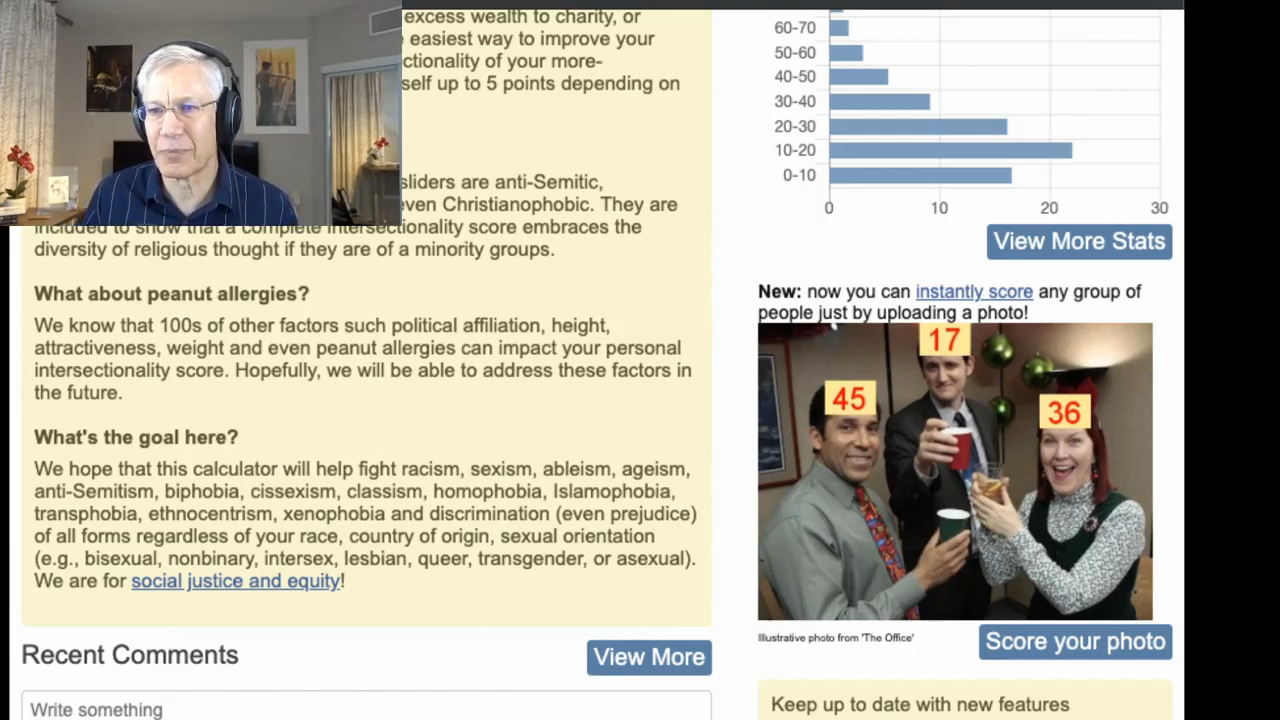 excess wealth to charity, or
easiest way to improve your
ctionality of your more-
self up to 5 points depending on
sliders are anti-Semitic,
even Christianophobic. They are
included to show that a complete intersectionality score embraces the
diversity of religious thought if they are of a minority groups.
What about peanut allergies?
We know that 100s of other factors such political affiliation, height,
attractiveness, weight and even peanut allergies can impact your personal
intersectionality score. Hopefully, we will be able to address these factors in
the future.
What's the goal here?
We hope that this calculator will help fight racism, sexism, ableism, ageism,
anti-Semitism, biphobia, cissexism, classism, homophobia, Islamophobia,
transphobia, ethnocentrism, xenophobia and discrimination (even prejudice)
of all forms regardless of your race, country of origin, sexual orientation
(e.g., bisexual, nonbinary, intersex, lesbian, queer, transgender, or asexual).
We are for social justice and equity!
Recent Comments
View More
Write something
60-70
50-60
40-50
30-40
20-30
10-20
0-10
0 10 20 30
View More Stats
New: now you can instantly score any group of
people just by uploading a photo!
17
45
36
Illustrative photo from 'The Office'
Score your photo
Keep up to date with new features